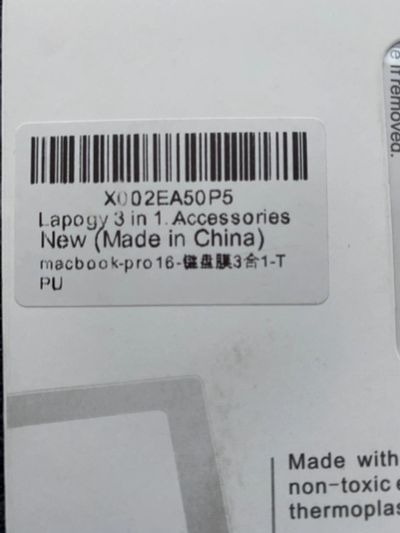 e if removed.
X002EA50P5
Lapogy 3 in 1. Accessories
New (Made in China)
macbook-pro16-键盘膜3合1-T
PU
Made with
non-toxic e
thermoplas